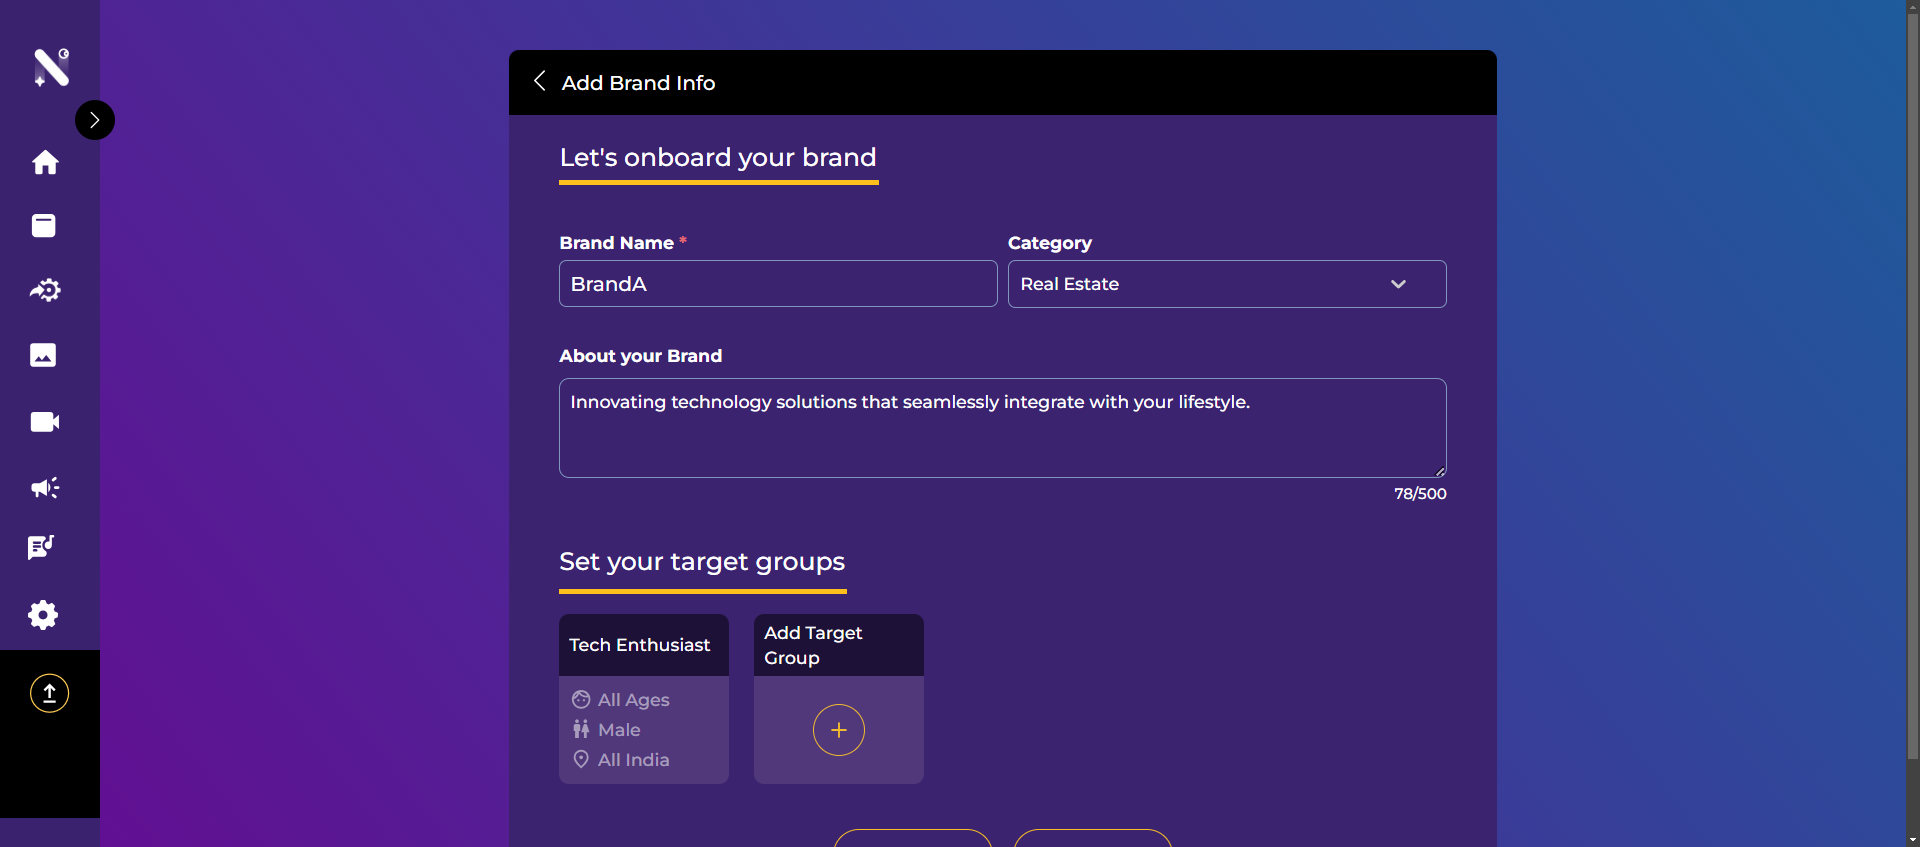 Add Brand Info
Let's onboard your brand
Brand Name *
Category
BrandA
Real Estate
About your Brand
Innovating technology solutions that seamlessly integrate with your lifestyle.
78/500
Set your target groups
Tech Enthusiast
All Ages
Male
All India
Add Target
Group